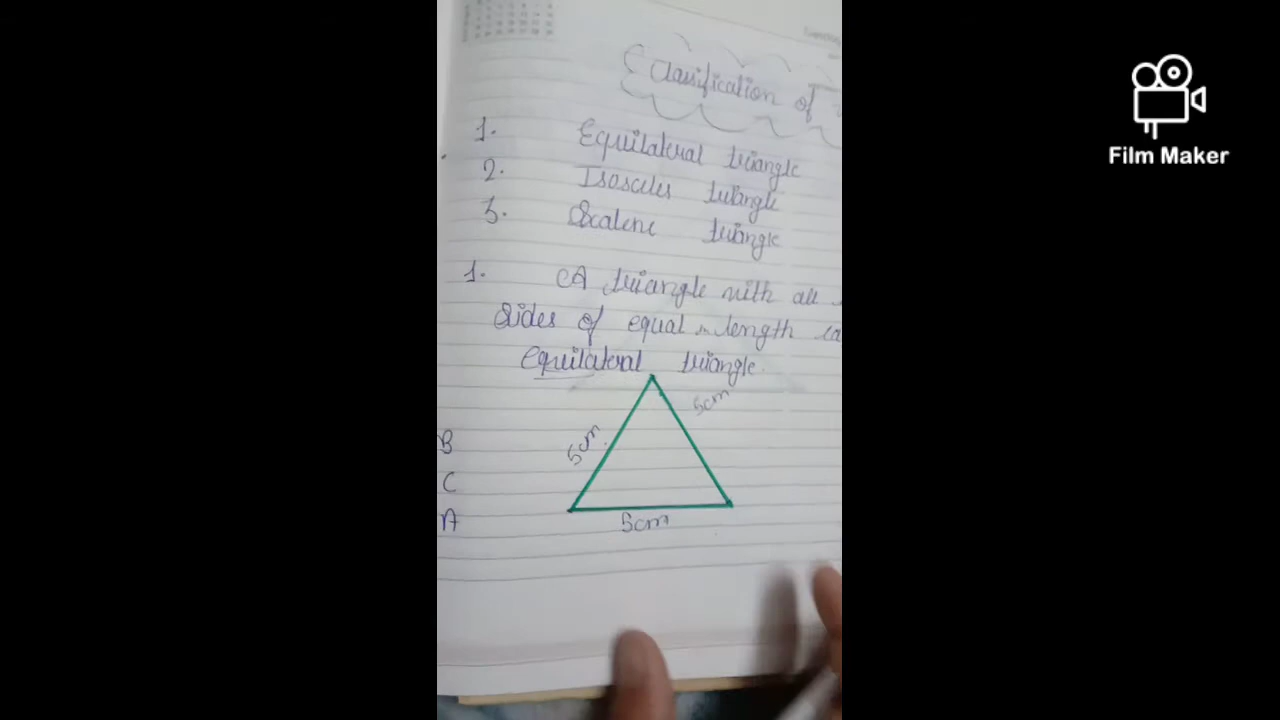 Classification of
1. Equilateral triangle
2. Isosceles triangle
3. Scalene triangle
1. A triangle with all
sides of equal length
Equilateral triangle
5cm
5cm
5cm
B
C
A
Film Maker